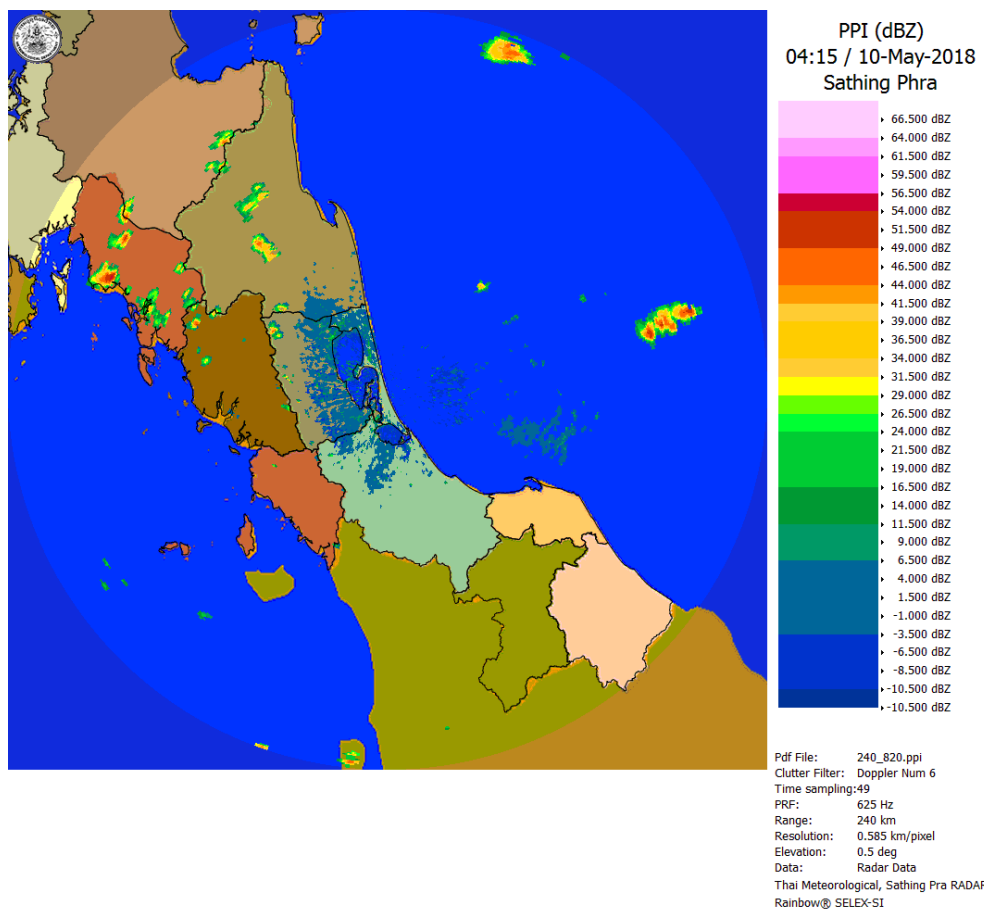 PPI (dBZ)
04:15 / 10-May-2018
Sathing Phra
66.500 dBZ
64.000 dBZ
61.500 dBZ
59.500 dBZ
56.500 dBZ
54.000 dBZ
51.500 dBZ
49.000 dBZ
46.500 dBZ
44.000 dBZ
41.500 dBZ
39.000 dBZ
36.500 dBZ
34.000 dBZ
31.500 dBZ
29.000 dBZ
26.500 dBZ
24.000 dBZ
21.500 dBZ
19.000 dBZ
16.500 dBZ
14.000 dBZ
11.500 dBZ
9.000 dBZ
6.500 dBZ
4.000 dBZ
1.500 dBZ
-1.000 dBZ
-3.500 dBZ
-6.500 dBZ
-8.500 dBZ
-10.500 dBZ
-10.500 dBZ
Pdf File: 240_820.ppi
Clutter Filter: Doppler Num 6
Time sampling:49
PRF: 625 Hz
Range: 240 km
Resolution: 0.585 km/pixel
Elevation: 0.5 deg
Data: Radar Data
Thai Meteorological, Sathing Pra RADAR
Rainbow® SELEX-SI